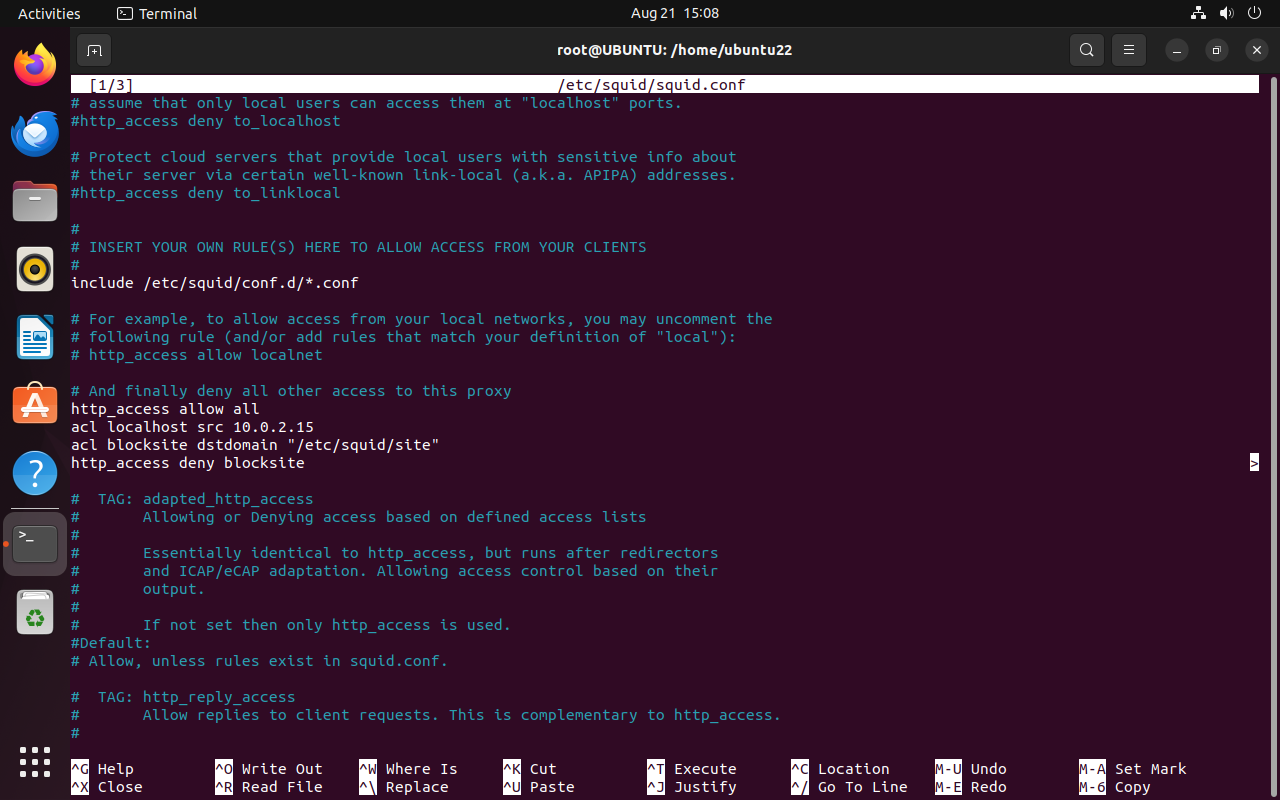 Activities Terminal Aug 21 15:08
root@UBUNTU: /home/ubuntu22
[1/3] /etc/squid/squid.conf
# assume that only local users can access them at "localhost" ports.
#http_access deny to_localhost
# Protect cloud servers that provide local users with sensitive info about
# their server via certain well-known link-local (a.k.a. APIPA) addresses.
#http_access deny to_linklocal
#
# INSERT YOUR OWN RULE(S) HERE TO ALLOW ACCESS FROM YOUR CLIENTS
#
include /etc/squid/conf.d/*.conf
# For example, to allow access from your local networks, you may uncomment the
# following rule (and/or add rules that match your definition of "local"):
# http_access allow localnet
# And finally deny all other access to this proxy
http_access allow all
acl localhost src 10.0.2.15
acl blocksite dstdomain "/etc/squid/site"
http_access deny blocksite >
#  TAG: adapted_http_access
#       Allowing or Denying access based on defined access lists
#
#       Essentially identical to http_access, but runs after redirectors
#       and ICAP/eCAP adaptation. Allowing access control based on their
#       output.
#
#       If not set then only http_access is used.
#Default:
# Allow, unless rules exist in squid.conf.
#  TAG: http_reply_access
#       Allow replies to client requests. This is complementary to http_access.
#
^G Help ^O Write Out ^W Where Is ^K Cut ^T Execute ^C Location M-U Undo M-A Set Mark
^X Close ^R Read File ^\ Replace ^U Paste ^J Justify ^/ Go To Line M-E Redo M-6 Copy